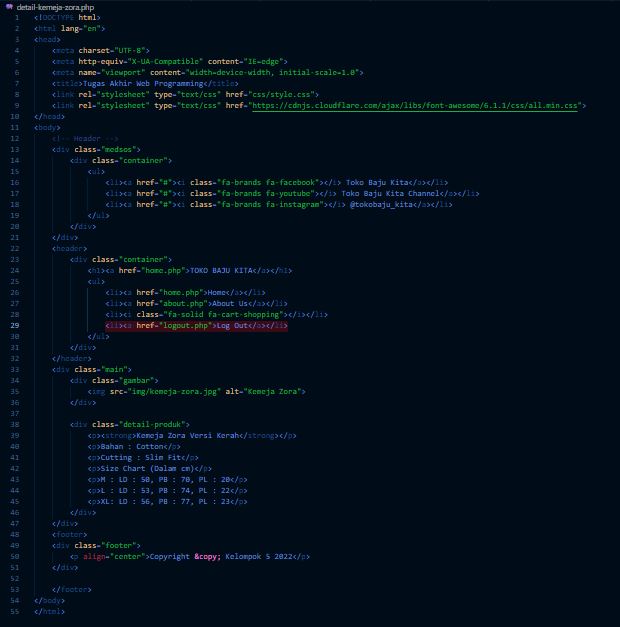 detail-kemeja-zora.php
1 <!DOCTYPE html>
2 <html lang="en">
3 <head>
4 <meta charset="UTF-8">
5 <meta http-equiv="X-UA-Compatible" content="IE=edge">
6 <meta name="viewport" content="width=device-width, initial-scale=1.0">
7 <title>Tugas Akhir Web Programming</title>
8 <link rel="stylesheet" type="text/css" href="css/style.css">
9 <link rel="stylesheet" type="text/css" href="https://cdnjs.cloudflare.com/ajax/libs/font-awesome/6.1.1/css/all.min.css">
10 </head>
11 <body>
12 <!-- Header -->
13 <div class="medsos">
14 <div class="container">
15 <ul>
16 <li><a href="#"><i class="fa-brands fa-facebook"></i> Toko Baju Kita</a></li>
17 <li><a href="#"><i class="fa-brands fa-youtube"></i> Toko Baju Kita Channel</a></li>
18 <li><a href="#"><i class="fa-brands fa-instagram"></i> @tokobaju_kita</a></li>
19 </ul>
20 </div>
21 </div>
22 <header>
23 <div class="container">
24 <h1><a href="home.php">TOKO BAJU KITA</a></h1>
25 <ul>
26 <li><a href="home.php">Home</a></li>
27 <li><a href="about.php">About Us</a></li>
28 <li><i class="fa-solid fa-cart-shopping"></i></li>
29 <li><a href="logout.php">Log Out</a></li>
30 </ul>
31 </div>
32 </header>
33 <div class="main">
34 <div class="gambar">
35 <img src="img/kemeja-zora.jpg" alt="Kemeja Zora">
36 </div>
37
38 <div class="detail-produk">
39 <p><strong>Kemeja Zora Versi Kerah</strong></p>
40 <p>Bahan : Cotton</p>
41 <p>Cutting : Slim Fit</p>
42 <p>Size Chart (Dalam cm)</p>
43 <p>M : LD : 50, PB : 70, PL : 20</p>
44 <p>L : LD : 53, PB : 74, PL : 22</p>
45 <p>XL: LD : 56, PB : 77, PL : 23</p>
46 </div>
47 </div>
48 <footer>
49 <div class="footer">
50 <p align="center">Copyright &copy; Kelompok 5 2022</p>
51 </div>
52
53 </footer>
54 </body>
55 </html>